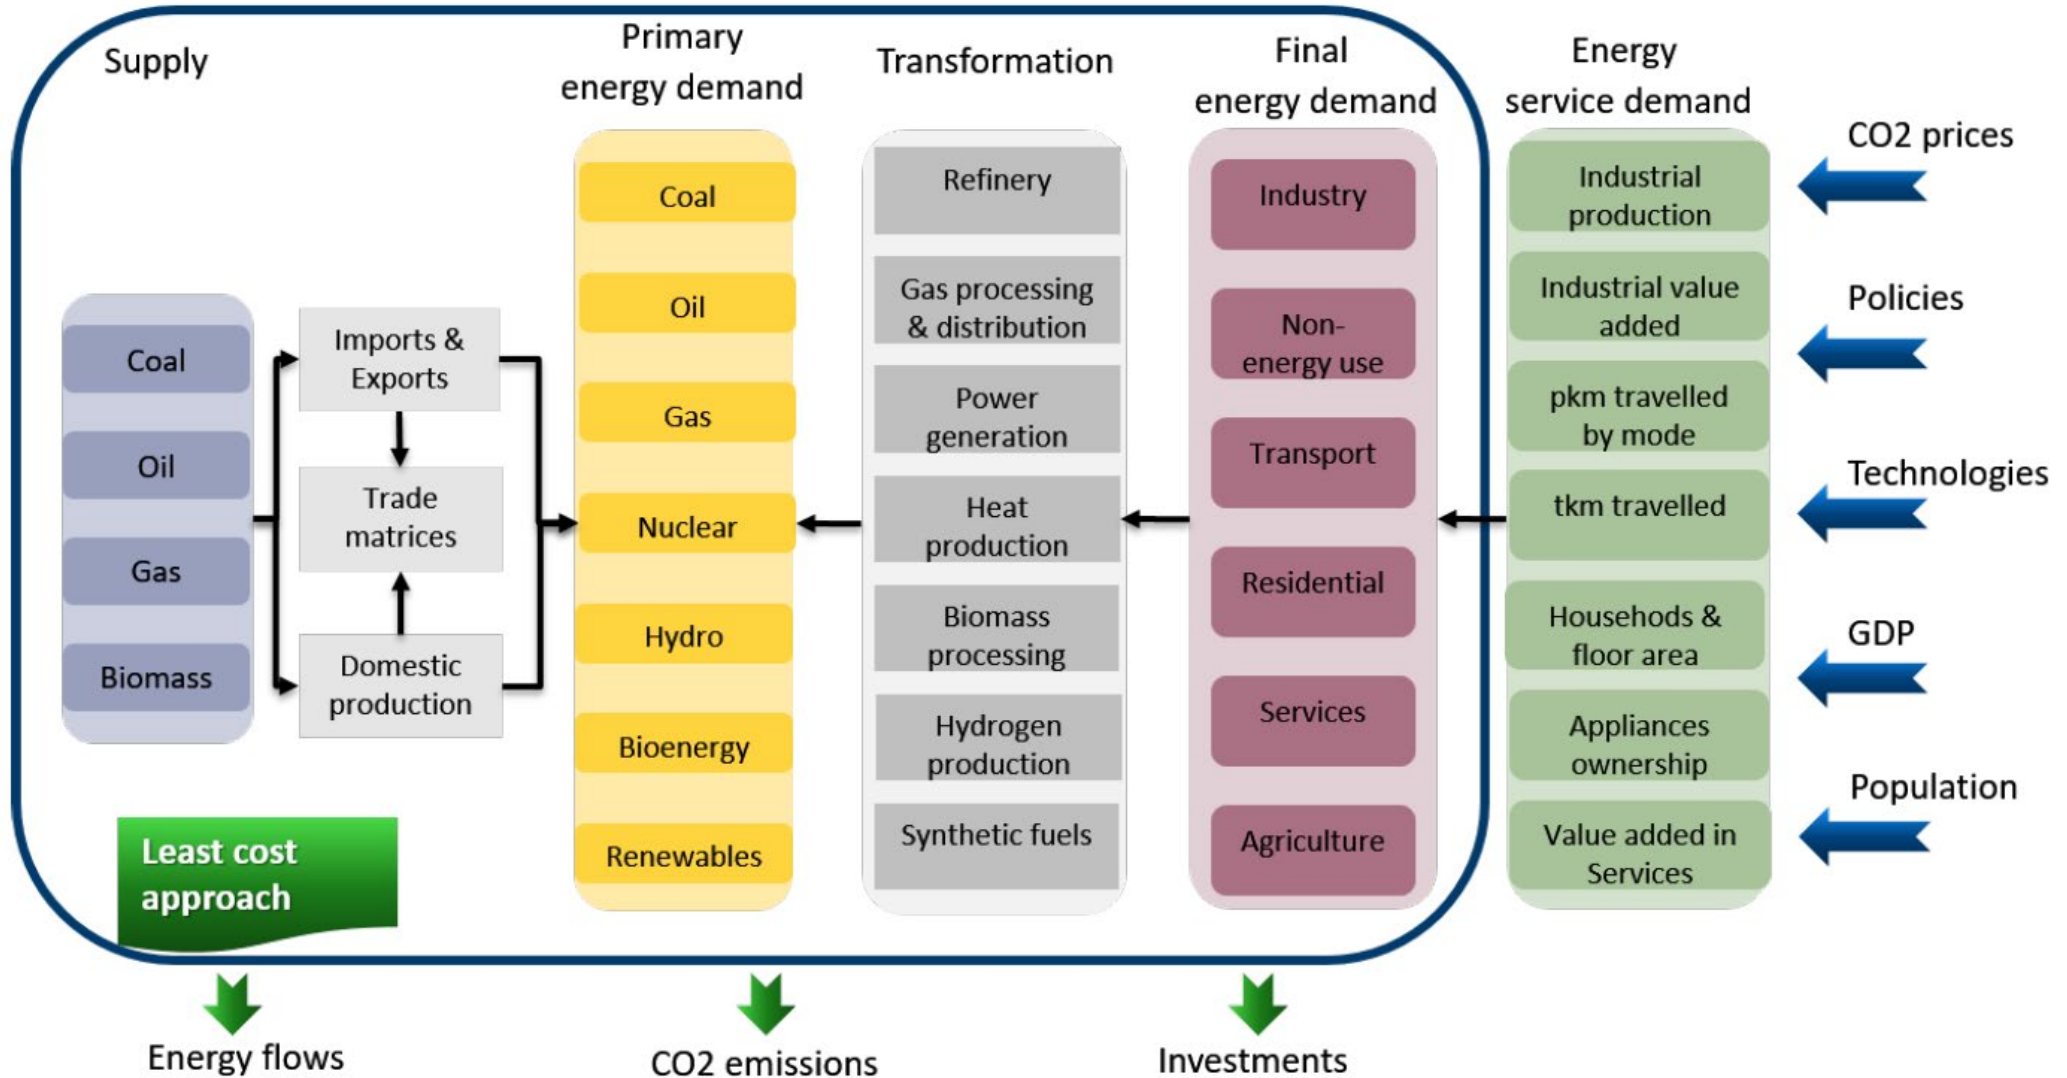 Supply
Primary
energy demand
Transformation
Final
energy demand
Energy
service demand
Coal
Oil
Gas
Biomass
Imports &
Exports
Trade
matrices
Domestic
production
Coal
Oil
Gas
Nuclear
Hydro
Bioenergy
Renewables
Refinery
Gas processing
& distribution
Power
generation
Heat
production
Biomass
processing
Hydrogen
production
Synthetic fuels
Industry
Non-
energy use
Transport
Residential
Services
Agriculture
Industrial
production
Industrial value
added
pkm travelled
by mode
tkm travelled
Househods &
floor area
Appliances
ownership
Value added in
Services
CO2 prices
Policies
Technologies
GDP
Population
Least cost
approach
Energy flows
CO2 emissions
Investments